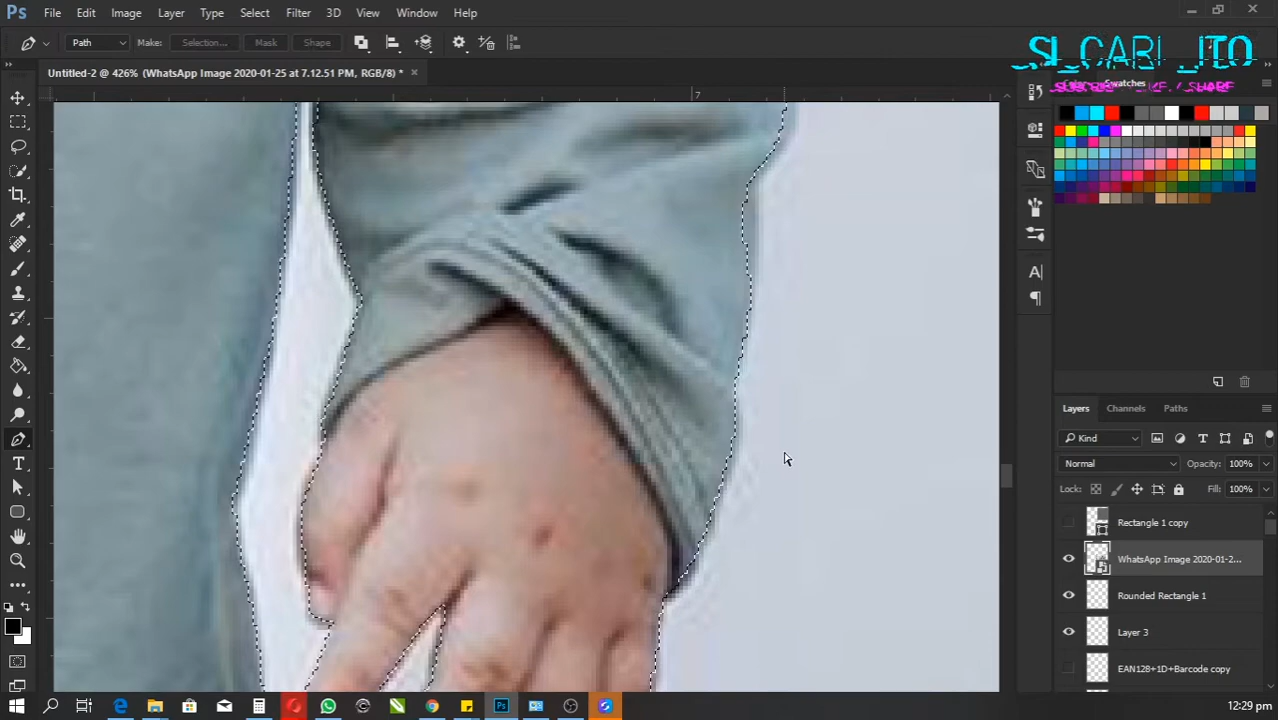 Ps File Edit Image Layer Type Select Filter 3D View Window Help
Path Make: Selection... Mask Shape
Untitled-2 @ 426% (WhatsApp Image 2020-01-25 at 7.12.51 PM, RGB/8) *
Swatches
SUBSCRIBE LIKE / SHARE
7
Layers Channels Paths
Kind
Normal Opacity: 100%
Lock: Fill: 100%
Rectangle 1 copy
WhatsApp Image 2020-01-2...
Rounded Rectangle 1
Layer 3
EAN128+1D+Barcode copy
12:29 pm